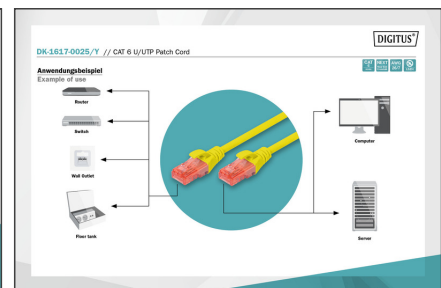 DIGITUS®
DK-1617-0025/Y // CAT 6 U/UTP Patch Cord
Anwendungsbeispiel
Example of use
Router
Switch
Wall Outlet
Floor tank
Computer
Server